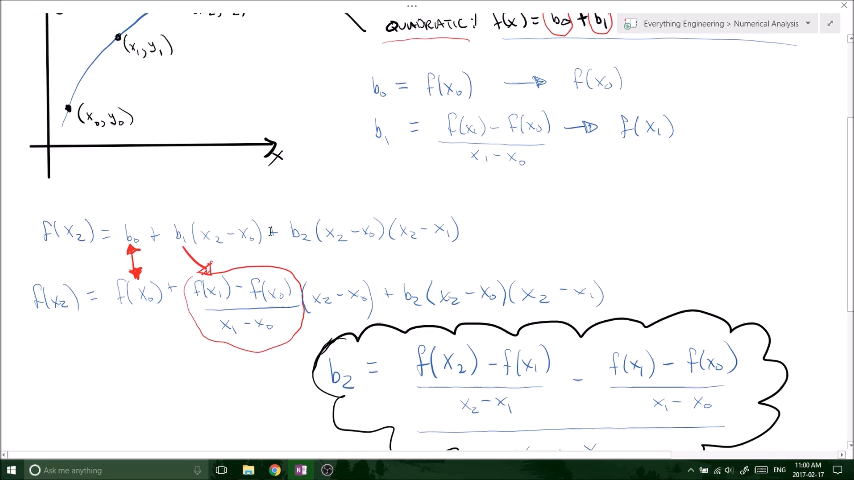 QUADRATIC: f(x) = b₀ + b₁
Everything Engineering > Numerical Analysis
(x₁, y₁)
(x₀, y₀)
x
b₀ = f(x₀) → f(x₀)
b₁ = f(x₁) - f(x₀) / x₁ - x₀ → f(x₁)
f(x₂) = b₀ + b₁(x₂ - x₀) + b₂(x₂ - x₀)(x₂ - x₁)
f(x₂) = f(x₀) + (f(x₁) - f(x₀) / x₁ - x₀)(x₂ - x₀) + b₂(x₂ - x₀)(x₂ - x₁)
b₂ = f(x₂) - f(x₁) / x₂ - x₁ - f(x₁) - f(x₀) / x₁ - x₀
Ask me anything
ENG
11:00 AM
2017-02-17